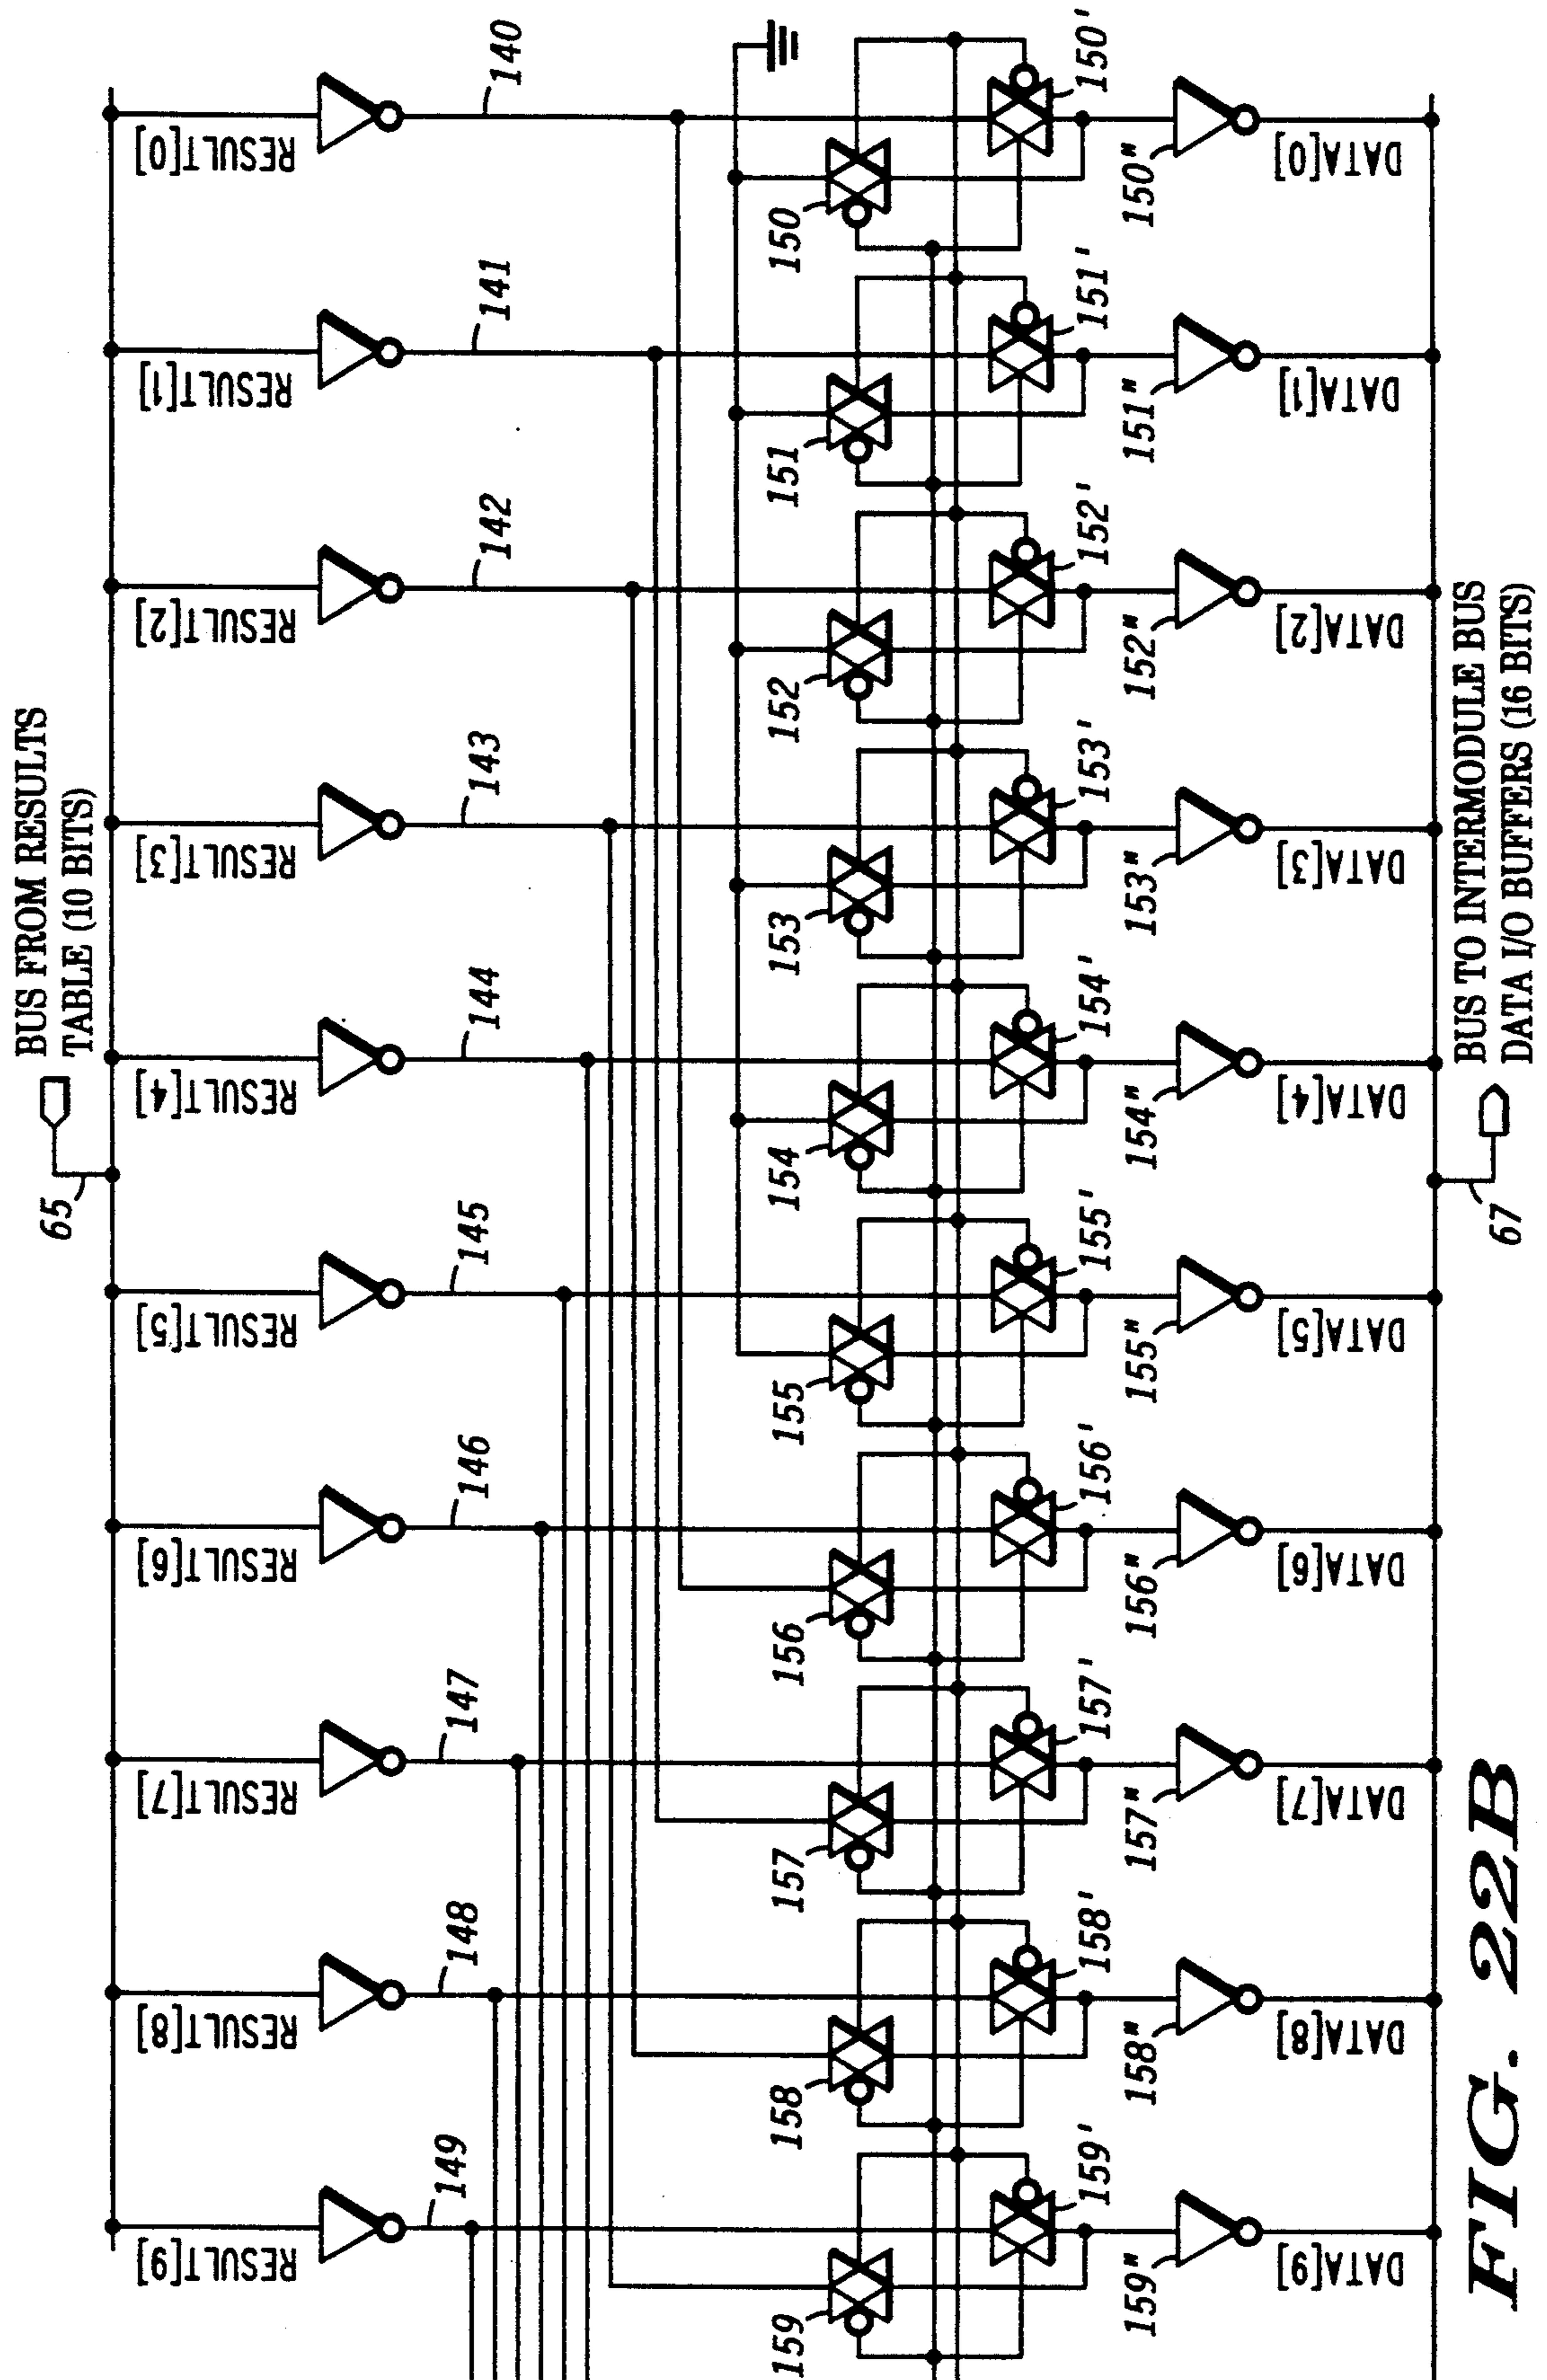 BUS FROM RESULTS
TABLE (10 BITS)
65
RESULT[9]
RESULT[8]
RESULT[7]
RESULT[6]
RESULT[5]
RESULT[4]
RESULT[3]
RESULT[2]
RESULT[1]
RESULT[0]
149
148
147
146
145
144
143
142
141
140
159
158
157
156
155
154
153
152
151
150
159'
158'
157'
156'
155'
154'
153'
152'
151'
150'
159"
158"
157"
156"
155"
154"
153"
152"
151"
150"
DATA[9]
DATA[8]
DATA[7]
DATA[6]
DATA[5]
DATA[4]
DATA[3]
DATA[2]
DATA[1]
DATA[0]
67
BUS TO INTERMODULE BUS
DATA I/O BUFFERS (16 BITS)
FIG. 22B